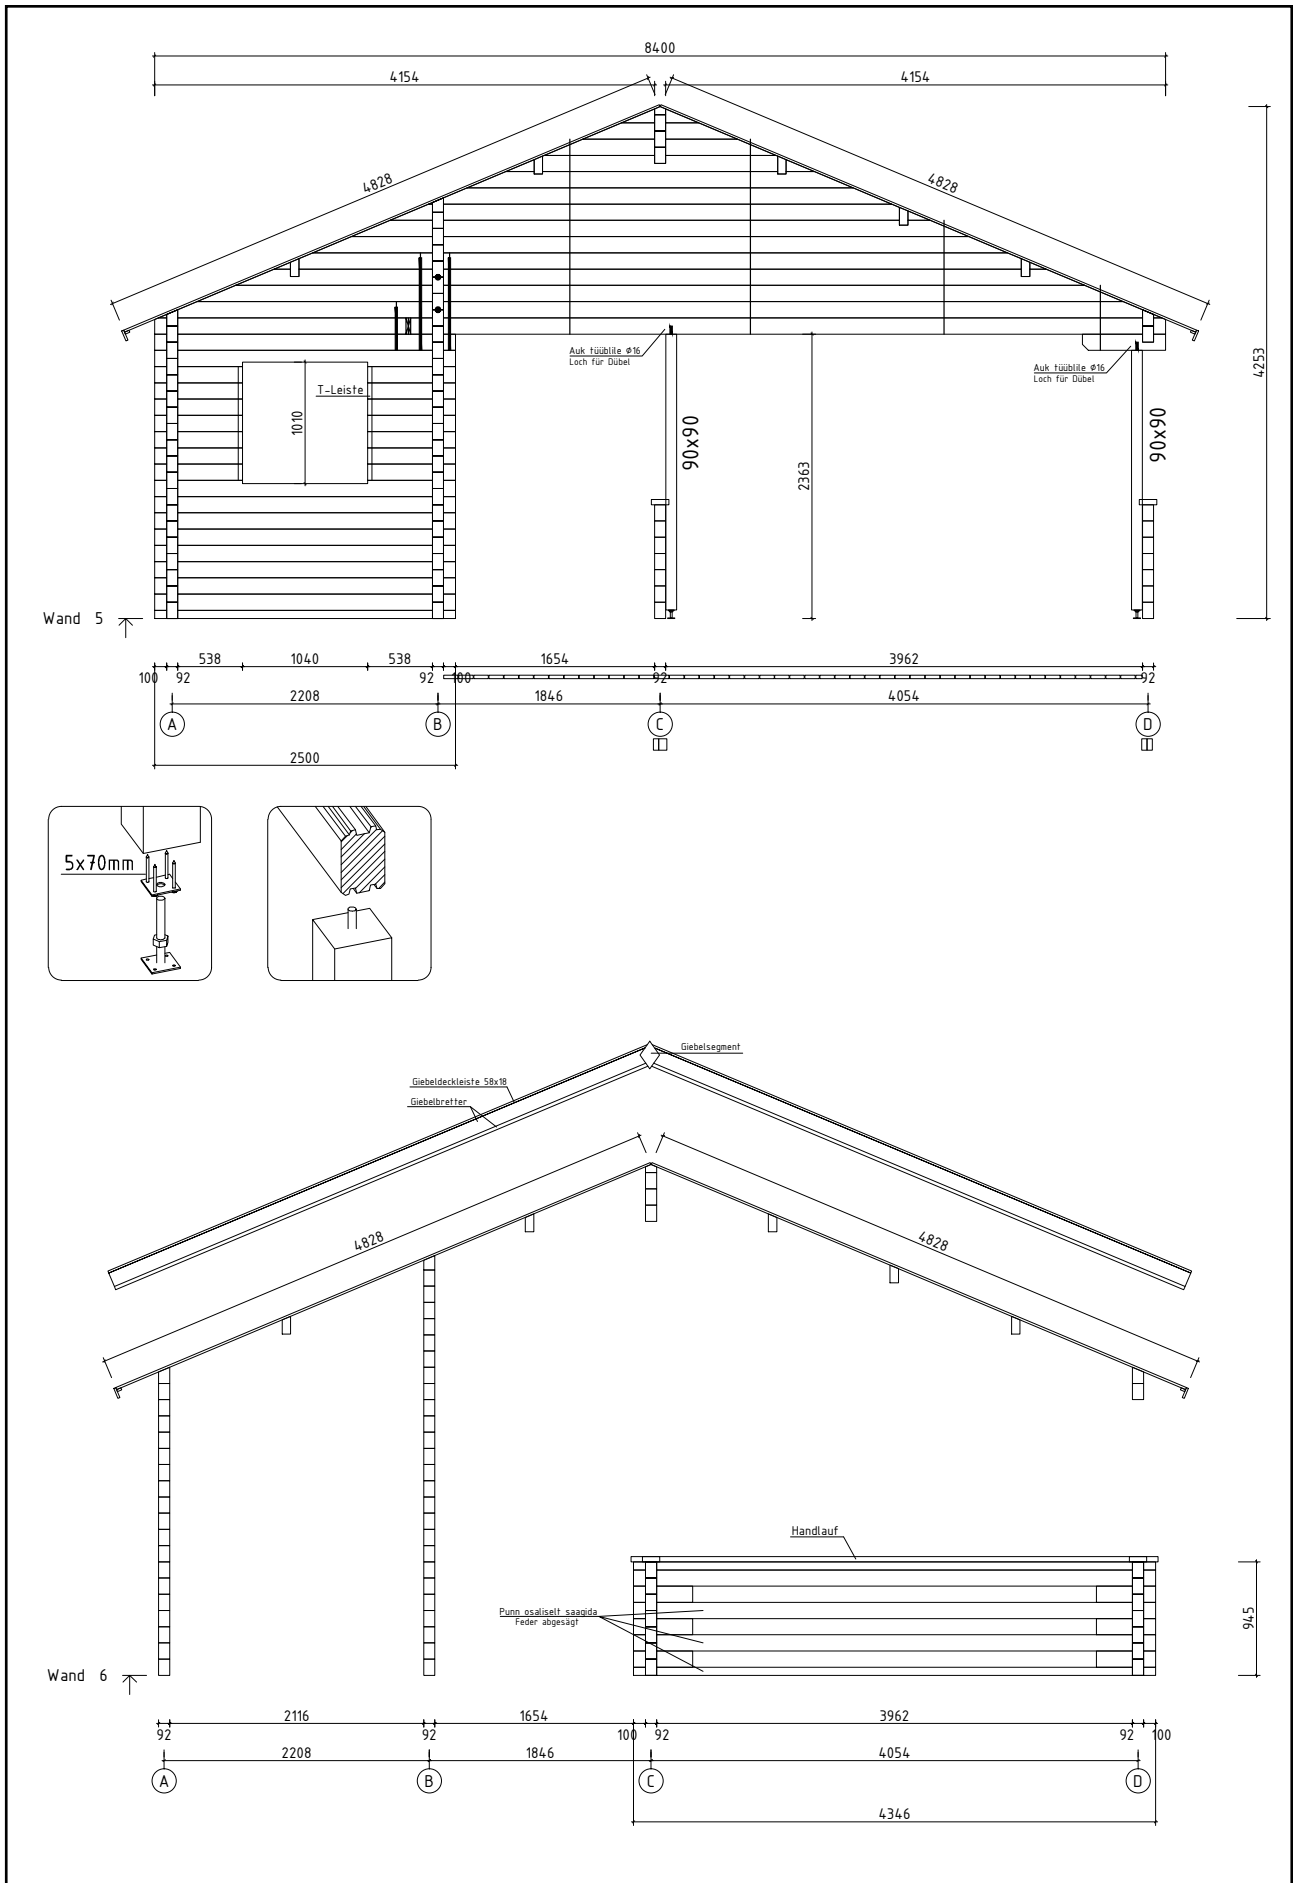 8400
4154
4154
4828
4828
4253
Auk tüüblile Ø16
Loch für Dübel
Auk tüüblile Ø16
Loch für Dübel
T-Leiste
1010
90x90
90x90
2363
Wand 5
538
1040
538
1654
3962
100
92
92
100
92
92
2208
1846
4054
A
B
C
D
2500
5x70mm
Giebelsegment
Giebeldeckleiste 58x18
Giebelbretter
4828
4828
Handlauf
Punn osaliselt saagida
Feder abgesägt
945
Wand 6
2116
1654
3962
92
92
100
92
92
100
2208
1846
4054
A
B
C
D
4346